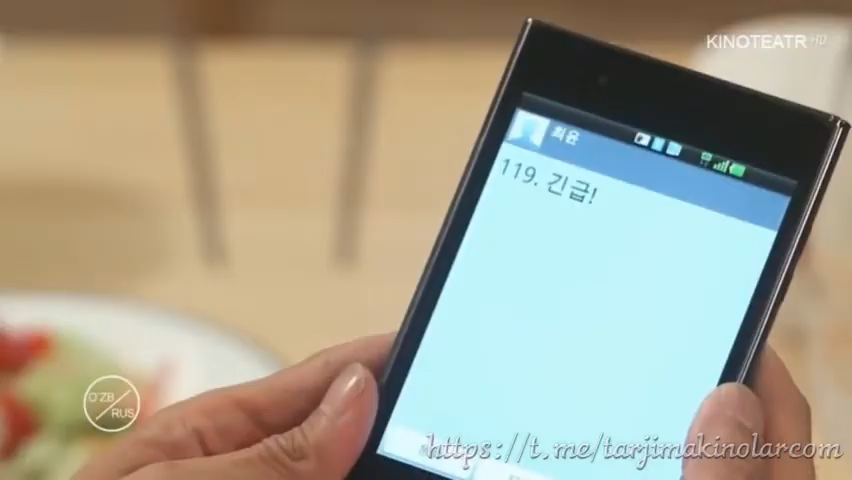 KINOTEATR HD
최윤
119. 긴급!
O'ZB
RUS
https://t.me/tarjimakinolar.com